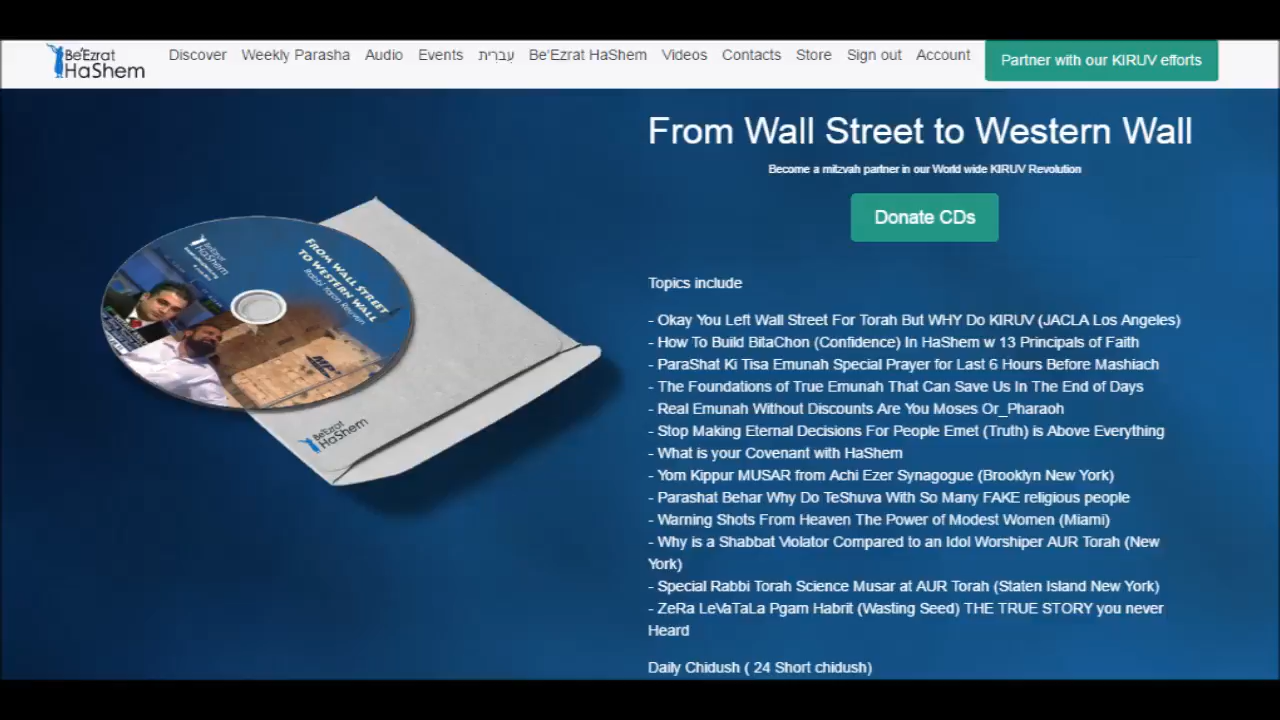 Be'Ezrat
HaShem
Discover Weekly Parasha Audio Events עברית Be'Ezrat HaShem Videos Contacts Store Sign out Account
Partner with our KIRUV efforts
From Wall Street to Western Wall
Become a mitzvah partner in our World wide KIRUV Revolution
Donate CDs
Be'Ezrat
HaShem
FROM WALL STREET
TO WESTERN WALL
Rabbi Yaron Reuven
Be'Ezrat
HaShem
Topics include
- Okay You Left Wall Street For Torah But WHY Do KIRUV (JACLA Los Angeles)
- How To Build BitaChon (Confidence) In HaShem w 13 Principals of Faith
- ParaShat Ki Tisa Emunah Special Prayer for Last 6 Hours Before Mashiach
- The Foundations of True Emunah That Can Save Us In The End of Days
- Real Emunah Without Discounts Are You Moses Or_Pharaoh
- Stop Making Eternal Decisions For People Emet (Truth) is Above Everything
- What is your Covenant with HaShem
- Yom Kippur MUSAR from Achi Ezer Synagogue (Brooklyn New York)
- Parashat Behar Why Do TeShuva With So Many FAKE religious people
- Warning Shots From Heaven The Power of Modest Women (Miami)
- Why is a Shabbat Violator Compared to an Idol Worshiper AUR Torah (New
York)
- Special Rabbi Torah Science Musar at AUR Torah (Staten Island New York)
- ZeRa LeVaTaLa Pgam Habrit (Wasting Seed) THE TRUE STORY you never
Heard
Daily Chidush ( 24 Short chidush)